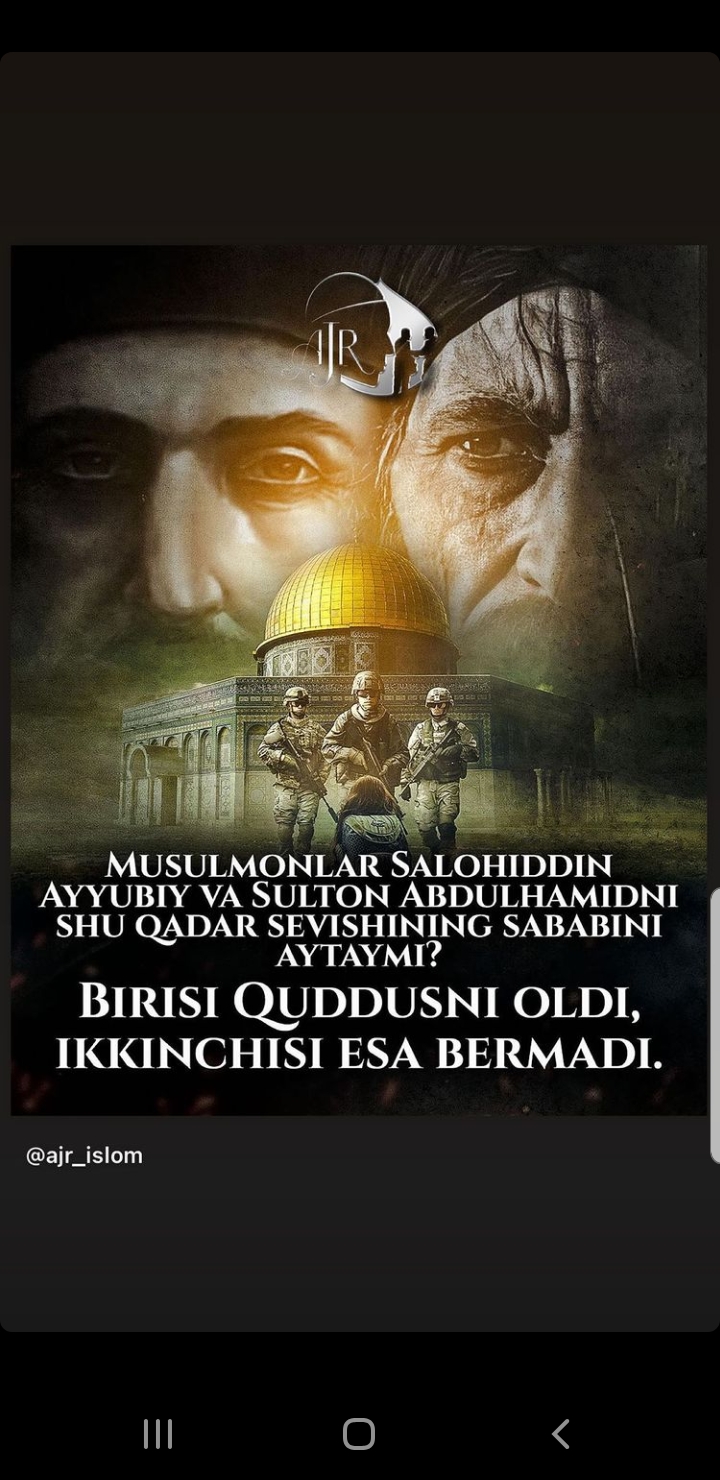 AJR
Musulmonlar Salohiddin
Ayyubiy va Sulton Abdulhamidni
shu qadar sevishining sababini
aytaymi?
Birisi Quddusni oldi,
ikkinchisi esa bermadi.
@ajr_islom